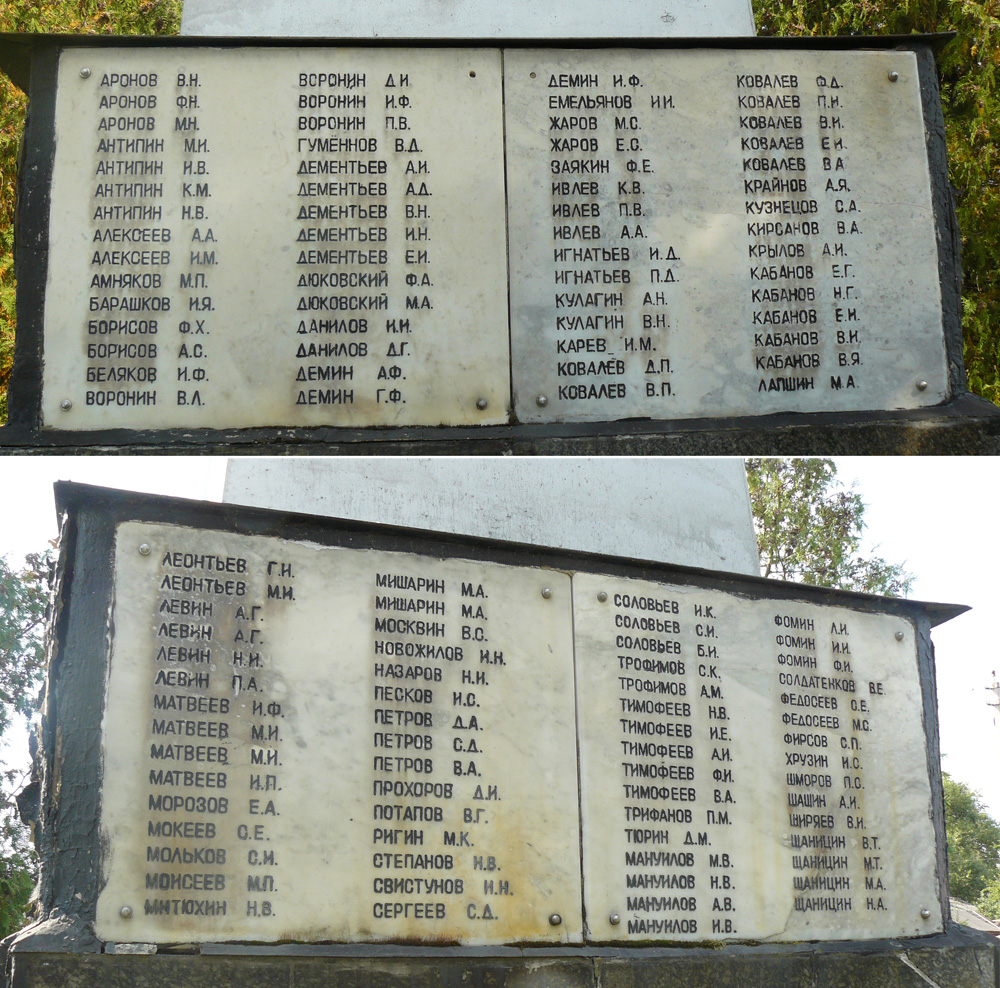 АРОНОВ В.Н.
АРОНОВ Ф.Н.
АРОНОВ М.Н.
АНТИПИН М.И.
АНТИПИН И.В.
АНТИПИН К.М.
АНТИПИН Н.В.
АЛЕКСЕЕВ А.А.
АЛЕКСЕЕВ И.М.
АМНЯКОВ М.П.
БАРАШКОВ И.Я.
БОРИСОВ Ф.Х.
БОРИСОВ А.С.
БЕЛЯКОВ И.Ф.
ВОРОНИН В.Л.
ВОРОНИН Д.И.
ВОРОНИН И.Ф.
ВОРОНИН П.В.
ГУМЁННОВ В.Д.
ДЕМЕНТЬЕВ А.И.
ДЕМЕНТЬЕВ А.Д.
ДЕМЕНТЬЕВ В.Н.
ДЕМЕНТЬЕВ И.Н.
ДЕМЕНТЬЕВ Е.И.
ДЮКОВСКИЙ Ф.А.
ДЮКОВСКИЙ М.А.
ДАНИЛОВ И.И.
ДАНИЛОВ Д.Г.
ДЕМИН А.Ф.
ДЕМИН Г.Ф.
ДЕМИН И.Ф.
ЕМЕЛЬЯНОВ И.И.
ЖАРОВ М.С.
ЖАРОВ Е.С.
ЗАЯКИН Ф.Е.
ИВЛЕВ К.В.
ИВЛЕВ П.В.
ИВЛЕВ А.А.
ИГНАТЬЕВ И.Д.
ИГНАТЬЕВ П.Д.
КУЛАГИН А.Н.
КУЛАГИН В.Н.
КАРЕВ И.М.
КОВАЛЕВ Д.П.
КОВАЛЕВ В.П.
КОВАЛЕВ Ф.Д.
КОВАЛЕВ П.Н.
КОВАЛЕВ В.И.
КОВАЛЕВ Е.И.
КОВАЛЕВ В.А
КРАЙНОВ А.Я.
КУЗНЕЦОВ С.А.
КИРСАНОВ В.А.
КРЫЛОВ А.И.
КАБАНОВ Е.Г.
КАБАНОВ Н.Г.
КАБАНОВ Е.И.
КАБАНОВ В.И.
КАБАНОВ В.Я.
ЛАПШИН М.А.
ЛЕОНТЬЕВ Г.И.
ЛЕОНТЬЕВ М.И.
ЛЕВИН А.Г.
ЛЕВИН А.Г.
ЛЕВИН Н.И.
ЛЕВИН П.А.
МАТВЕЕВ И.Ф.
МАТВЕЕВ М.И.
МАТВЕЕВ М.И.
МАТВЕЕВ И.П.
МОРОЗОВ Е.А.
МОКЕЕВ С.Е.
МОЛЬКОВ С.И.
МОИСЕЕВ М.П.
МИТЮХИН Н.В.
МИШАРИН М.А.
МИШАРИН М.А.
МОСКВИН В.С.
НОВОЖИЛОВ И.Н.
НАЗАРОВ Н.И.
ПЕСКОВ И.С.
ПЕТРОВ Д.А.
ПЕТРОВ С.Д.
ПЕТРОВ В.А.
ПРОХОРОВ Д.И.
ПОТАПОВ В.Г.
РИГИН М.К.
СТЕПАНОВ И.В.
СВИСТУНОВ И.Н.
СЕРГЕЕВ С.Д.
СОЛОВЬЕВ И.К.
СОЛОВЬЕВ С.И.
СОЛОВЬЕВ Б.И.
ТРОФИМОВ С.К.
ТРОФИМОВ А.М.
ТИМОФЕЕВ Н.В.
ТИМОФЕЕВ И.Е.
ТИМОФЕЕВ А.И.
ТИМОФЕЕВ Ф.И.
ТИМОФЕЕВ В.А.
ТРИФАНОВ П.М.
ТЮРИН Д.М.
МАНУИЛОВ М.В.
МАНУИЛОВ Н.В.
МАНУИЛОВ А.В.
МАНУИЛОВ И.В.
ФОМИН Л.И.
ФОМИН И.И.
ФОМИН Ф.И.
СОЛДАТЕНКОВ В.Е.
ФЕДОСЕЕВ С.Е.
ФЕДОСЕЕВ М.С.
ФИРСОВ С.П.
ХРУЗИН И.С.
ШМОРОВ П.С.
ШАШИН А.И.
ШИРЯЕВ В.И.
ЩАНИЦИН В.Т.
ЩАНИЦИН М.Т.
ЩАНИЦИН М.А.
ЩАНИЦИН Н.А.